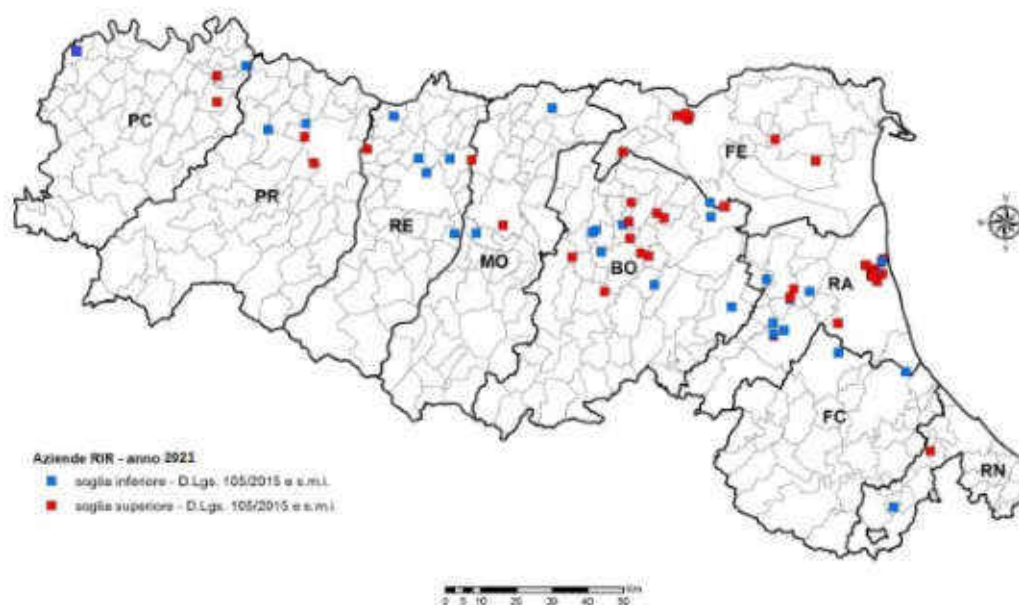 PC
PR
RE
MO
BO
FE
RA
FC
RN
Aziende RIR - anno 2021
soglia inferiore - D.Lgs. 105/2015 e s.m.i.
soglia superiore - D.Lgs. 105/2015 e s.m.i.
0 5 10 20 30 40 50